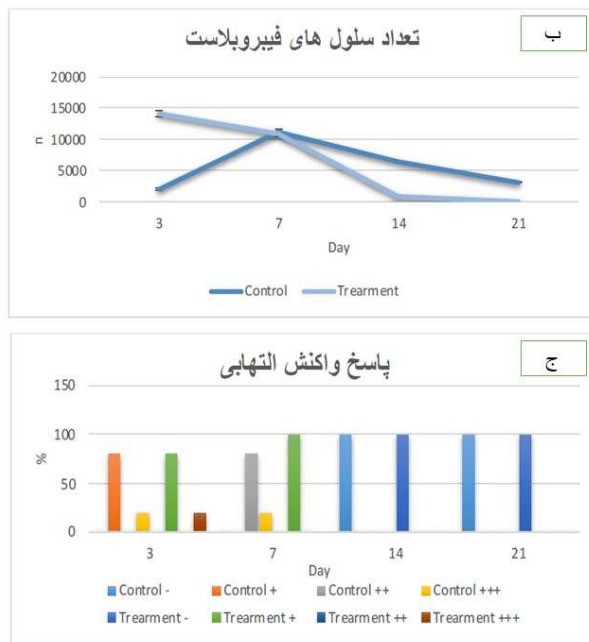 ب
تعداد سلول های فیبروبلاست
20000
15000
10000
5000
0
n
3 7 14 21
Day
Control Trearment
ج
پاسخ واکنش التهابی
150
100
50
0
%
3 7 14 21
Day
Control - Control + Control ++ Control +++
Trearment - Trearment + Trearment ++ Trearment +++